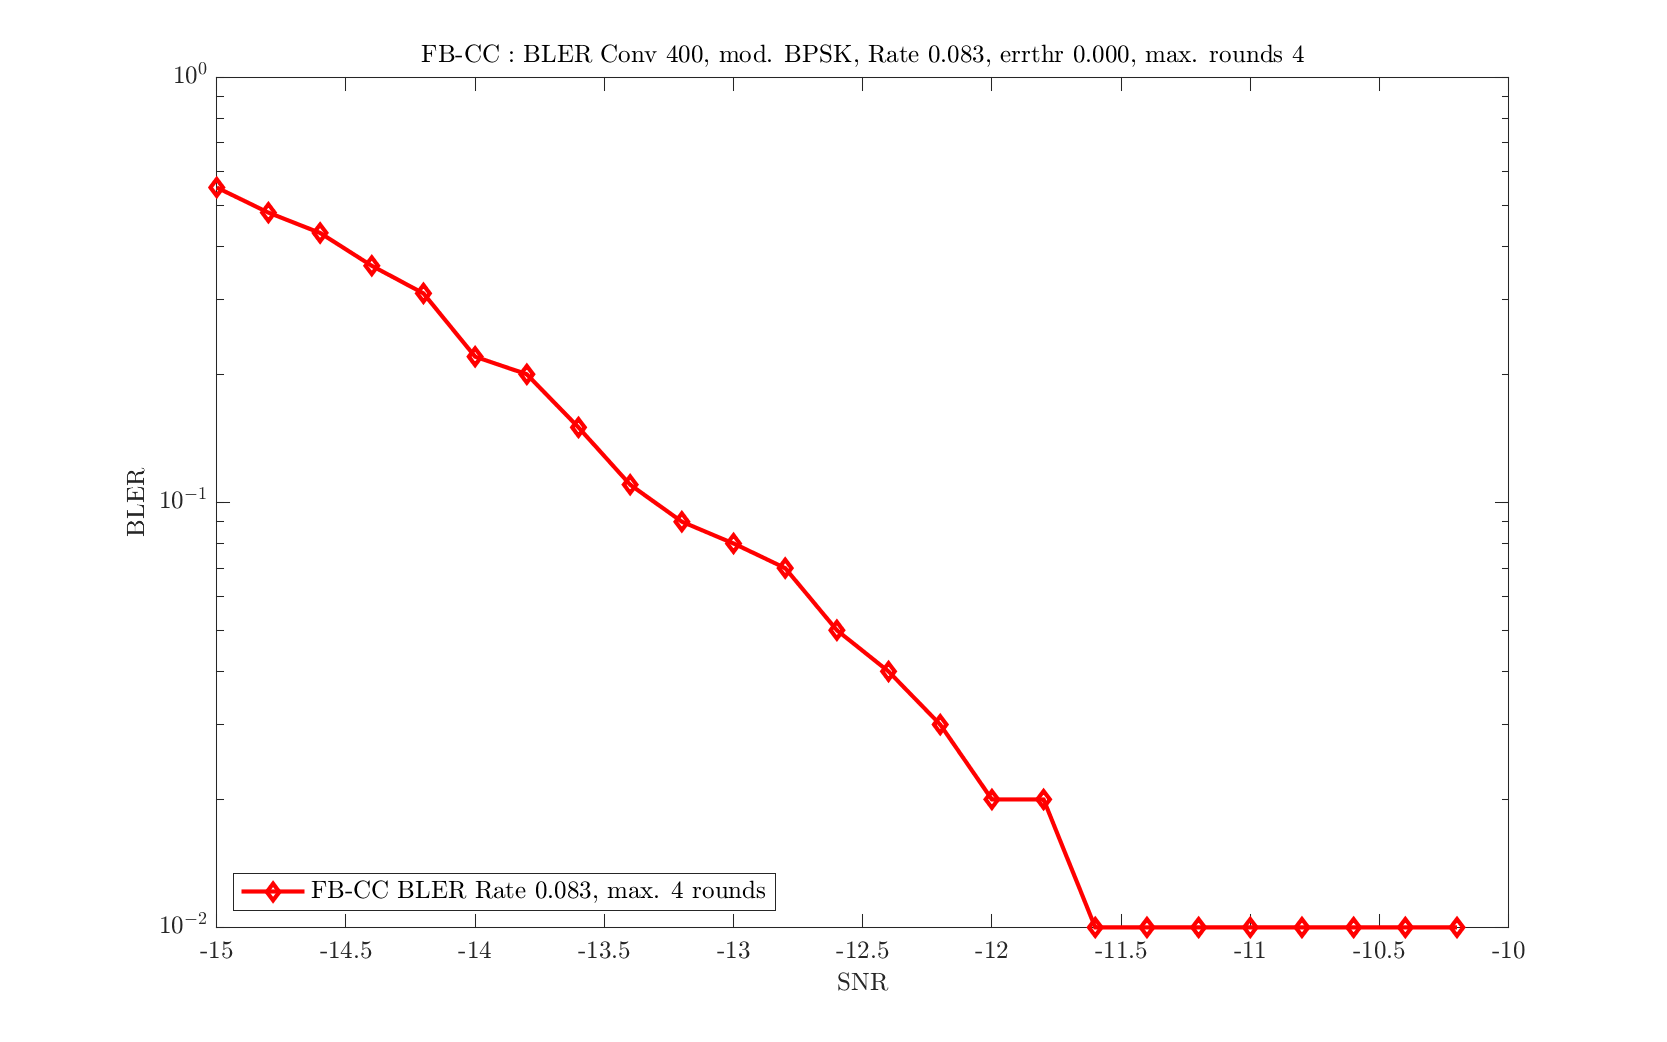 FB-CC : BLER Conv 400, mod. BPSK, Rate 0.083, errthr 0.000, max. rounds 4
10^0
10^-1
10^-2
BLER
FB-CC BLER Rate 0.083, max. 4 rounds
-15 -14.5 -14 -13.5 -13 -12.5 -12 -11.5 -11 -10.5 -10
SNR